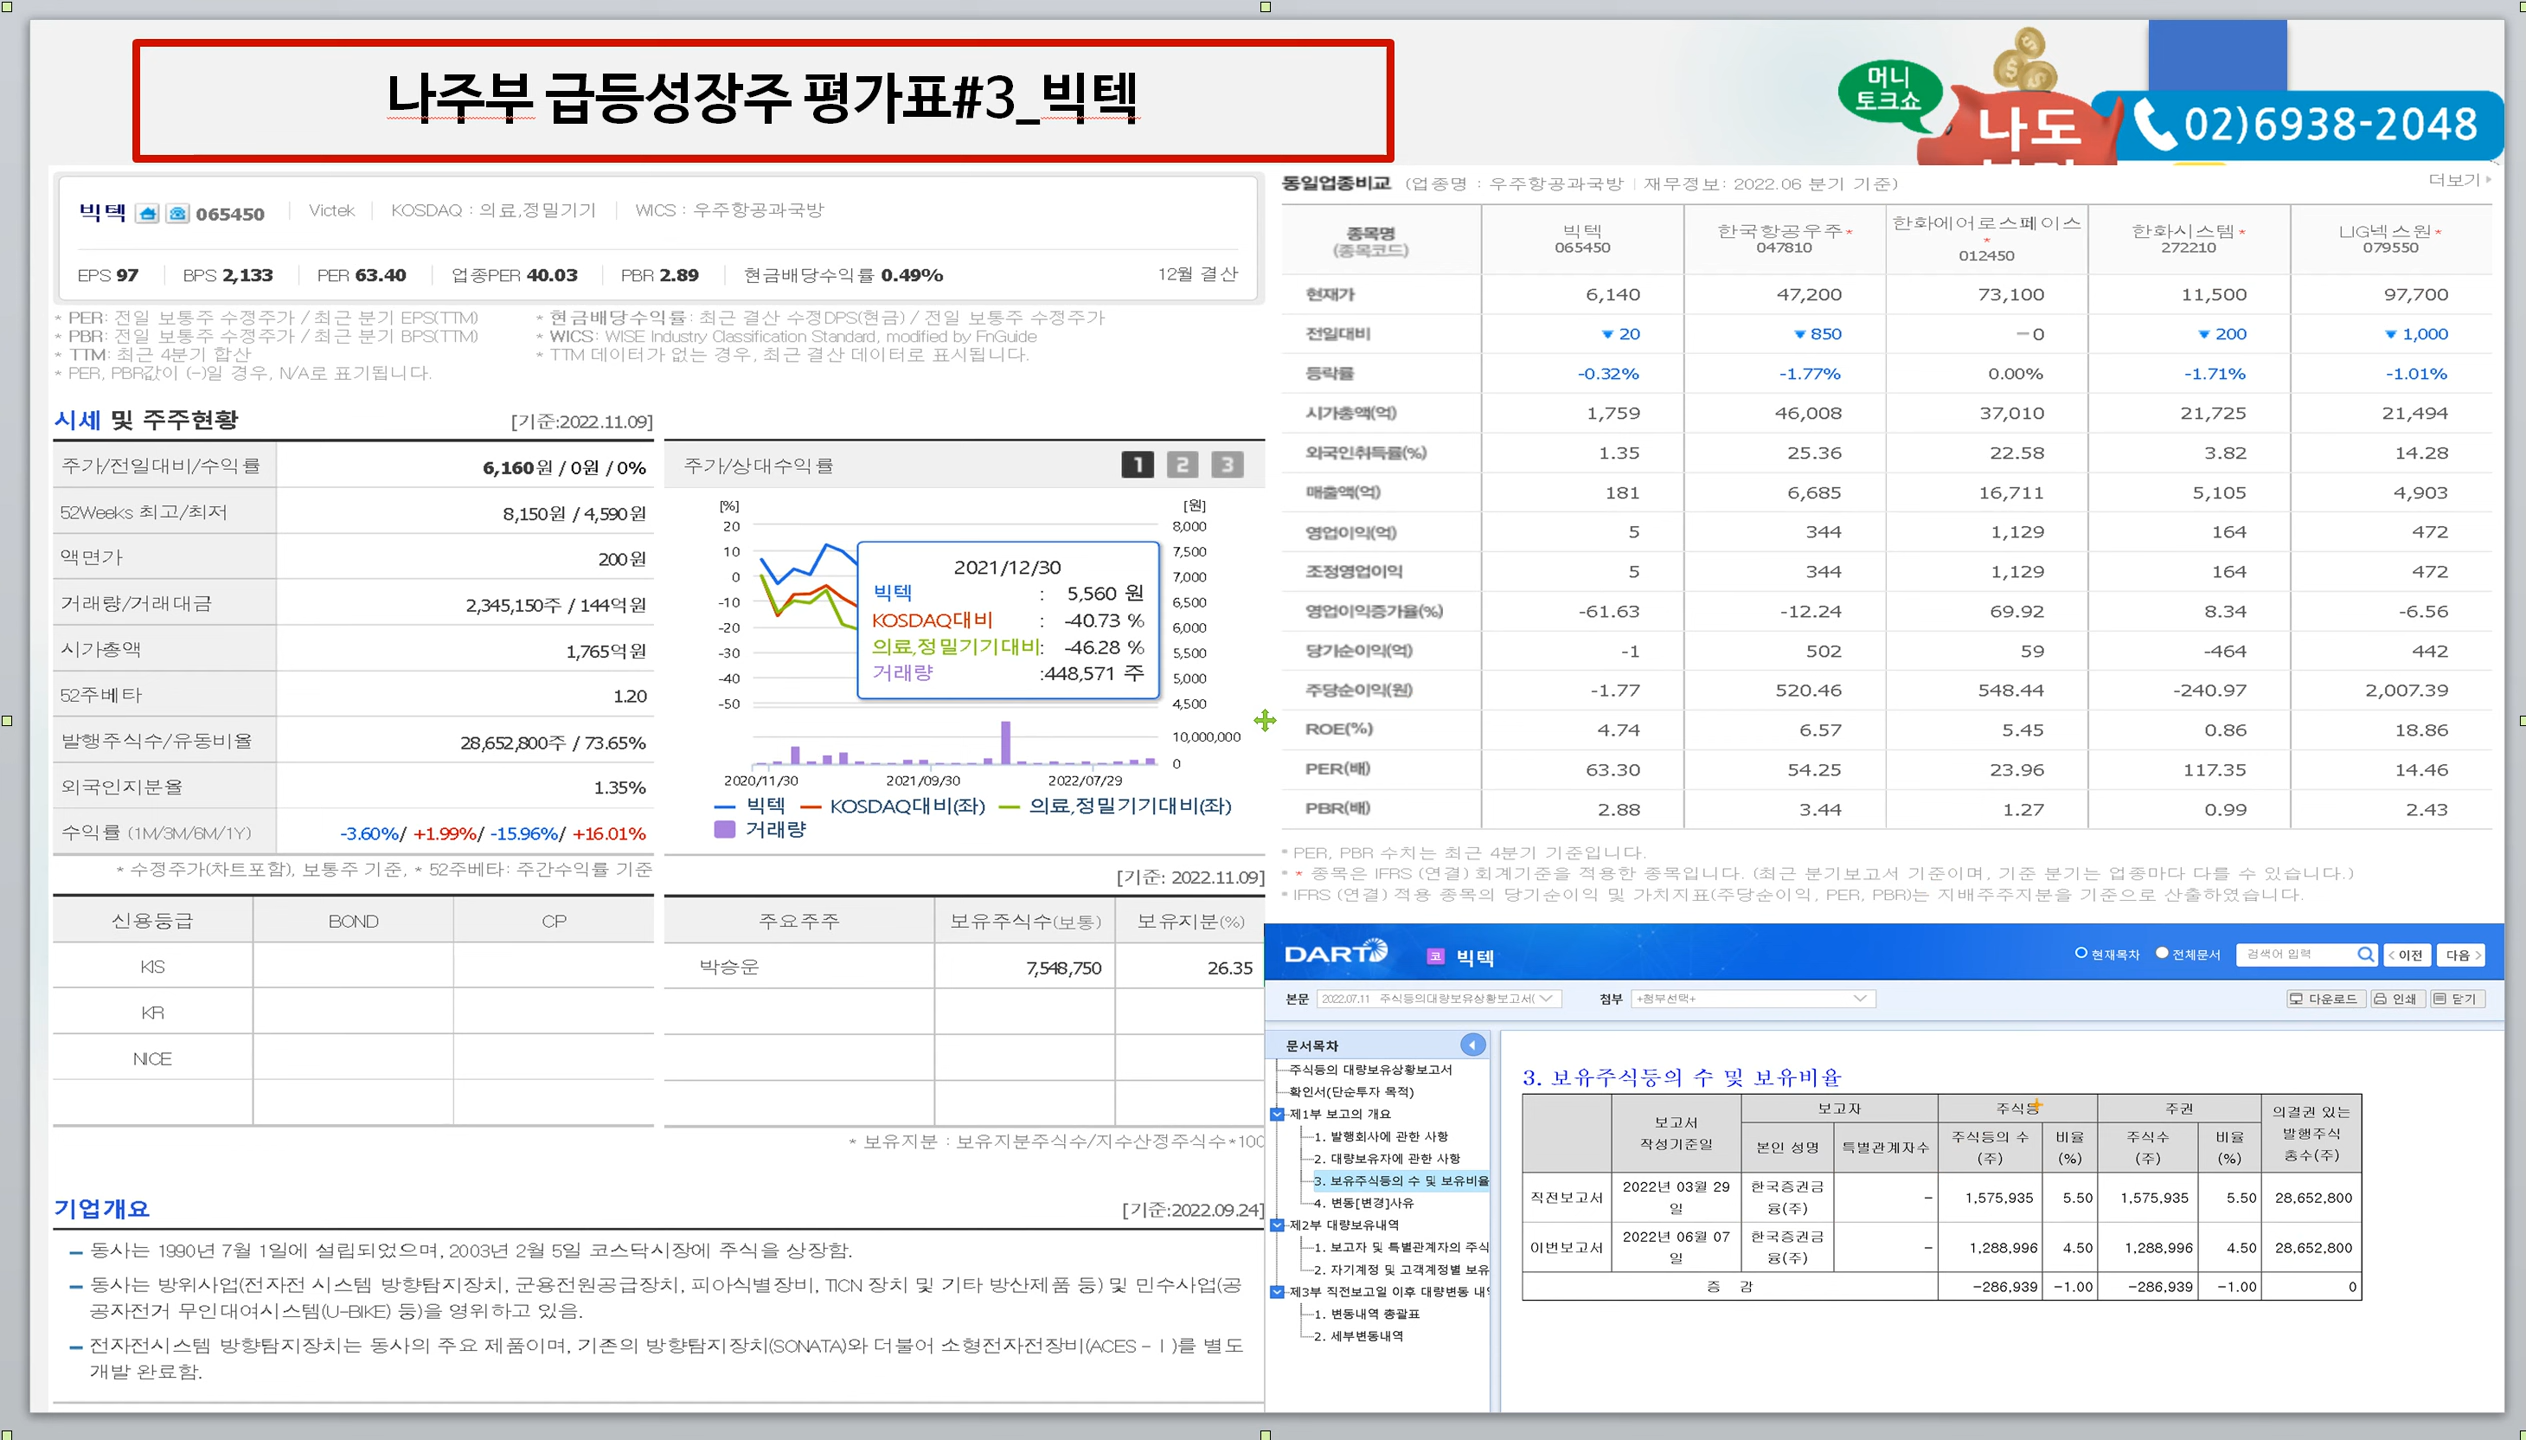 나주부 급등성장주 평가표#3_빅텍
머니
토크쇼
나도
02)6938-2048
빅텍 065450 Victek KOSDAQ : 의료,정밀기기 WICS : 우주항공과국방
EPS 97 BPS 2,133 PER 63.40 업종PER 40.03 PBR 2.89 현금배당수익률 0.49% 12월 결산
* PER: 전일 보통주 수정주가 / 최근 분기 EPS(TTM)
* PBR: 전일 보통주 수정주가 / 최근 분기 BPS(TTM)
* TTM: 최근 4분기 합산
* PER, PBR값이 (-)일 경우, N/A로 표기됩니다.
* 현금배당수익률: 최근 결산 수정DPS(현금) / 전일 보통주 수정주가
* WICS: WISE Industry Classification Standard, modified by FnGuide
* TTM 데이터가 없는 경우, 최근 결산 데이터로 표시됩니다.
시세 및 주주현황 [기준:2022.11.09]
주가/전일대비/수익률 6,160원 / 0원 / 0%
52Weeks 최고/최저 8,150원 / 4,590원
액면가 200원
거래량/거래대금 2,345,150주 / 144억원
시가총액 1,765억원
52주베타 1.20
발행주식수/유동비율 28,652,800주 / 73.65%
외국인지분율 1.35%
수익률 (1M/3M/6M/1Y) -3.60%/ +1.99%/ -15.96%/ +16.01%
* 수정주가(차트포함), 보통주 기준, * 52주베타: 주간수익률 기준
주가/상대수익률 1 2 3
[%] [원]
20 8,000
10 7,500
0 7,000
-10 6,500
-20 6,000
-30 5,500
-40 5,000
-50 4,500
10,000,000
0
2021/12/30
빅텍 : 5,560 원
KOSDAQ대비 : -40.73 %
의료,정밀기기대비: -46.28 %
거래량 :448,571 주
2020/11/30 2021/09/30 2022/07/29
빅텍 KOSDAQ대비(좌) 의료,정밀기기대비(좌)
거래량
신용등급 BOND CP
KIS
KR
NICE
[기준: 2022.11.09]
주요주주 보유주식수(보통) 보유지분(%)
박승운 7,548,750 26.35
* 보유지분 : 보유지분주식수/지수산정주식수*100
기업개요 [기준:2022.09.24]
동사는 1990년 7월 1일에 설립되었으며, 2003년 2월 5일 코스닥시장에 주식을 상장함.
동사는 방위사업(전자전 시스템 방향탐지장치, 군용전원공급장치, 피아식별장비, TICN 장치 및 기타 방산제품 등) 및 민수사업(공
공자전거 무인대여시스템(U-BIKE) 등)을 영위하고 있음.
전자전시스템 방향탐지장치는 동사의 주요 제품이며, 기존의 방향탐지장치(SONATA)와 더불어 소형전자전장비(ACES - I )를 별도
개발 완료함.
동일업종비교 (업종명 : 우주항공과국방 | 재무정보: 2022.06 분기 기준) 더보기
종목명 빅텍 한국항공우주* 한화에어로스페이스* 한화시스템* LIG넥스원*
(종목코드) 065450 047810 012450 272210 079550
현재가 6,140 47,200 73,100 11,500 97,700
전일대비 ▼ 20 ▼ 850 ─ 0 ▼ 200 ▼ 1,000
등락률 -0.32% -1.77% 0.00% -1.71% -1.01%
시가총액(억) 1,759 46,008 37,010 21,725 21,494
외국인취득률(%) 1.35 25.36 22.58 3.82 14.28
매출액(억) 181 6,685 16,711 5,105 4,903
영업이익(억) 5 344 1,129 164 472
조정영업이익 5 344 1,129 164 472
영업이익증가율(%) -61.63 -12.24 69.92 8.34 -6.56
당기순이익(억) -1 502 59 -464 442
주당순이익(원) -1.77 520.46 548.44 -240.97 2,007.39
ROE(%) 4.74 6.57 5.45 0.86 18.86
PER(배) 63.30 54.25 23.96 117.35 14.46
PBR(배) 2.88 3.44 1.27 0.99 2.43
* PER, PBR 수치는 최근 4분기 기준입니다.
* * 종목은 IFRS (연결) 회계기준을 적용한 종목입니다. (최근 분기보고서 기준이며, 기준 분기는 업종마다 다를 수 있습니다.)
* IFRS (연결) 적용 종목의 당기순이익 및 가치지표(주당순이익, PER, PBR)는 지배주주지분을 기준으로 산출하였습니다.
DART 코 빅텍 현재목차 전체문서 검색어 입력 이전 다음
본문 2022.07.11 주식등의대량보유상황보고서( 첨부 +첨부선택+ 다운로드 인쇄 닫기
문서목차
주식등의 대량보유상황보고서
확인서(단순투자 목적)
제1부 보고의 개요
1. 발행회사에 관한 사항
2. 대량보유자에 관한 사항
3. 보유주식등의 수 및 보유비율
4. 변동[변경]사유
제2부 대량보유내역
1. 보고자 및 특별관계자의 주식
2. 자기계정 및 고객계정별 보유
제3부 직전보고일 이후 대량변동 내역
1. 변동내역 총괄표
2. 세부변동내역
3. 보유주식등의 수 및 보유비율
보고서 작성기준일 보고자 주식등 주권 의결권 있는 발행주식 총수(주)
본인 성명 특별관계자수 주식등의 수 (주) 비율 (%) 주식수 (주) 비율 (%)
직전보고서 2022년 03월 29일 한국증권금융(주) - 1,575,935 5.50 1,575,935 5.50 28,652,800
이번보고서 2022년 06월 07일 한국증권금융(주) - 1,288,996 4.50 1,288,996 4.50 28,652,800
증 감 -286,939 -1.00 -286,939 -1.00 0